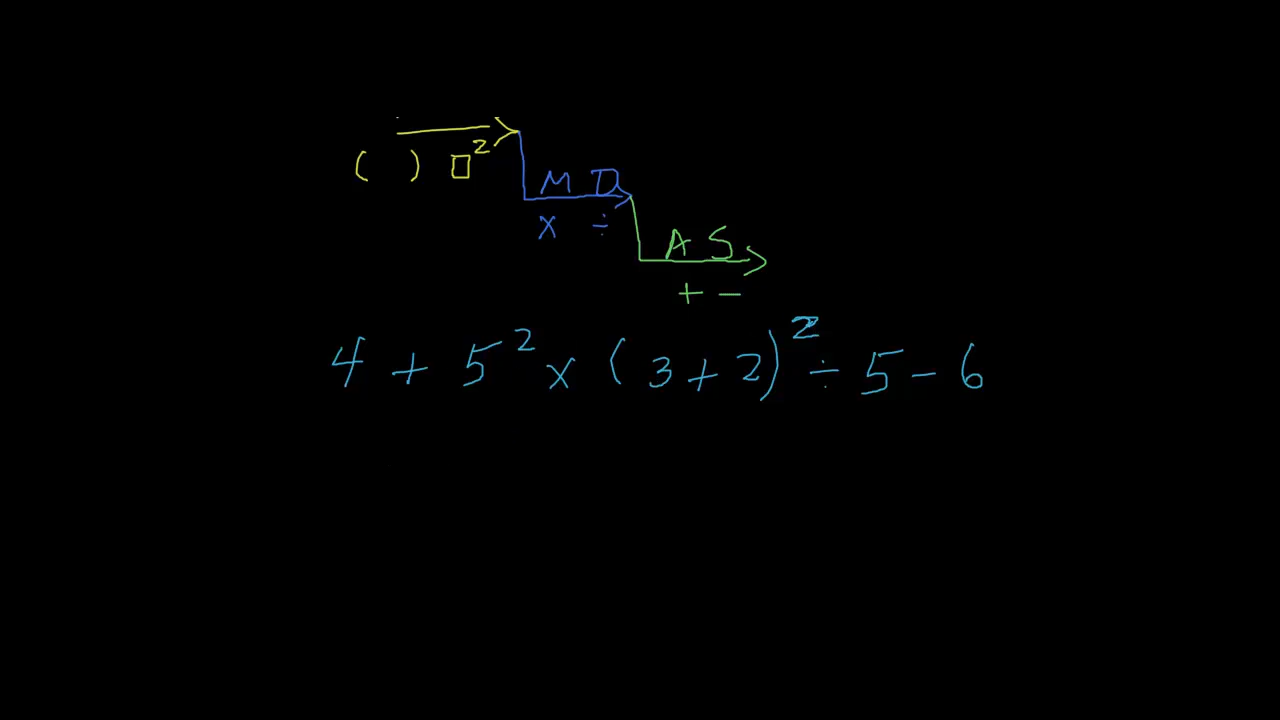 ( ) □²
M D
x ÷
A S
+ −
4 + 5² x (3+2)² ÷ 5 − 6